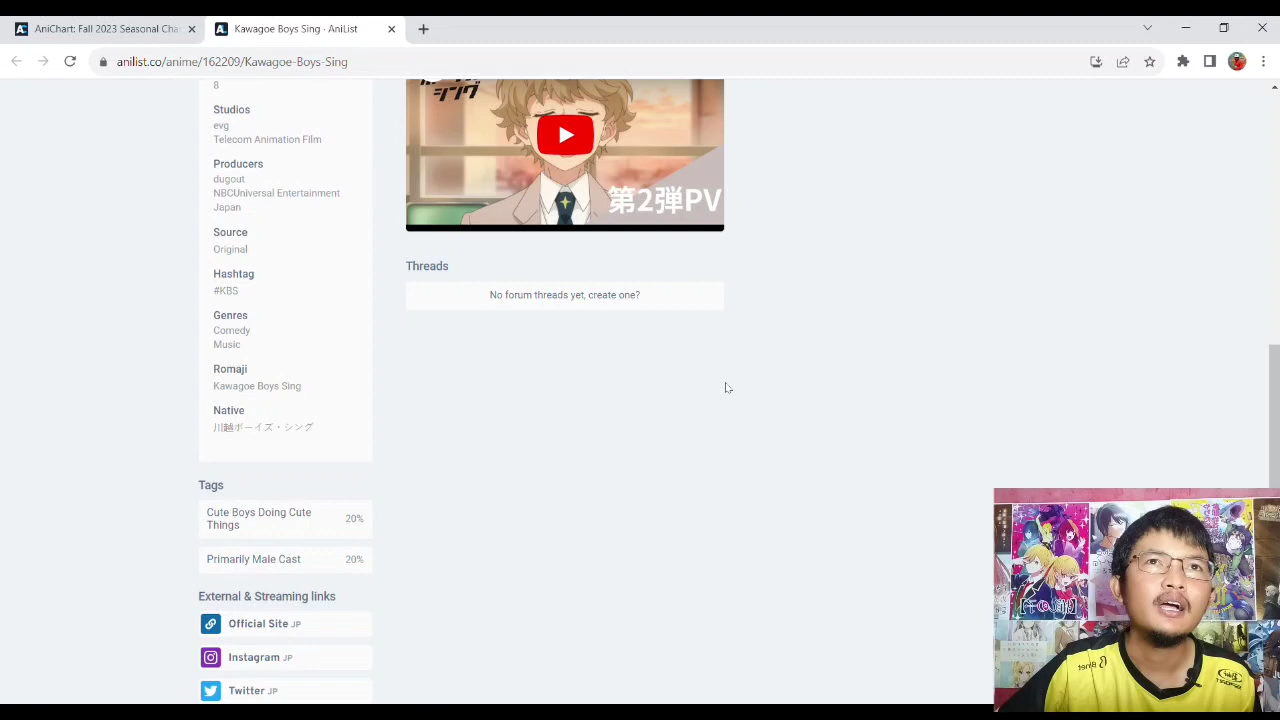 AniChart: Fall 2023 Seasonal Cha
Kawagoe Boys Sing · AniList
anilist.co/anime/162209/Kawagoe-Boys-Sing
8
Studios
evg
Telecom Animation Film
Producers
dugout
NBCUniversal Entertainment
Japan
Source
Original
Hashtag
#KBS
Genres
Comedy
Music
Romaji
Kawagoe Boys Sing
Native
川越ボーイズ・シング
Tags
Cute Boys Doing Cute
Things
20%
Primarily Male Cast
20%
External & Streaming links
Official Site JP
Instagram JP
Twitter JP
シング
第2弾PV
Threads
No forum threads yet, create one?